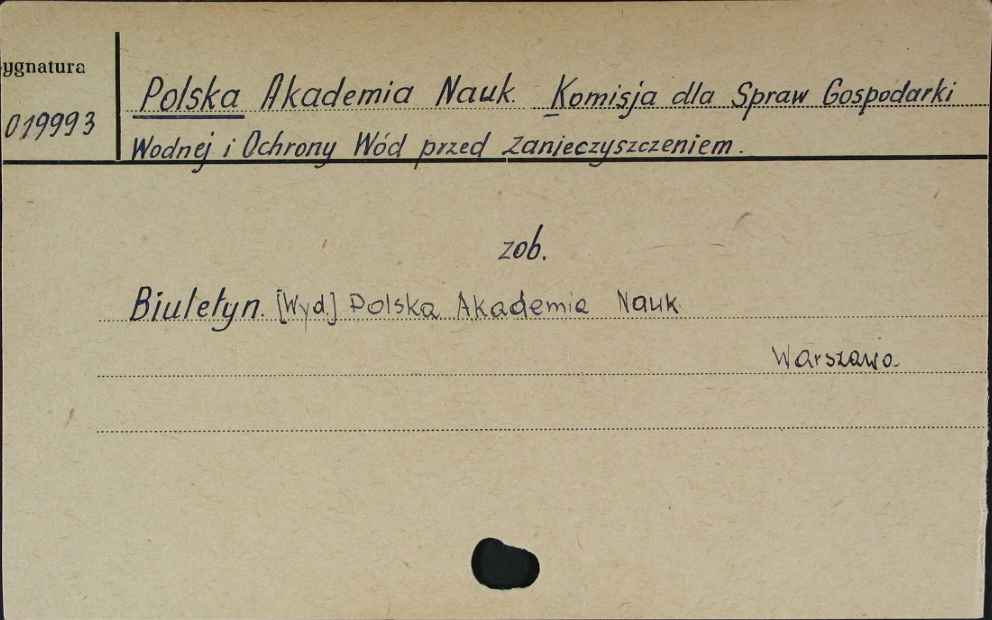 ygnatura
019993
Polska Akademia Nauk. Komisja dla Spraw Gospodarki
Wodnej i Ochrony Wód przed zanieczyszczeniem.
zob.
Biuletyn. [Wyd.] Polska Akademia Nauk
Warszawa.